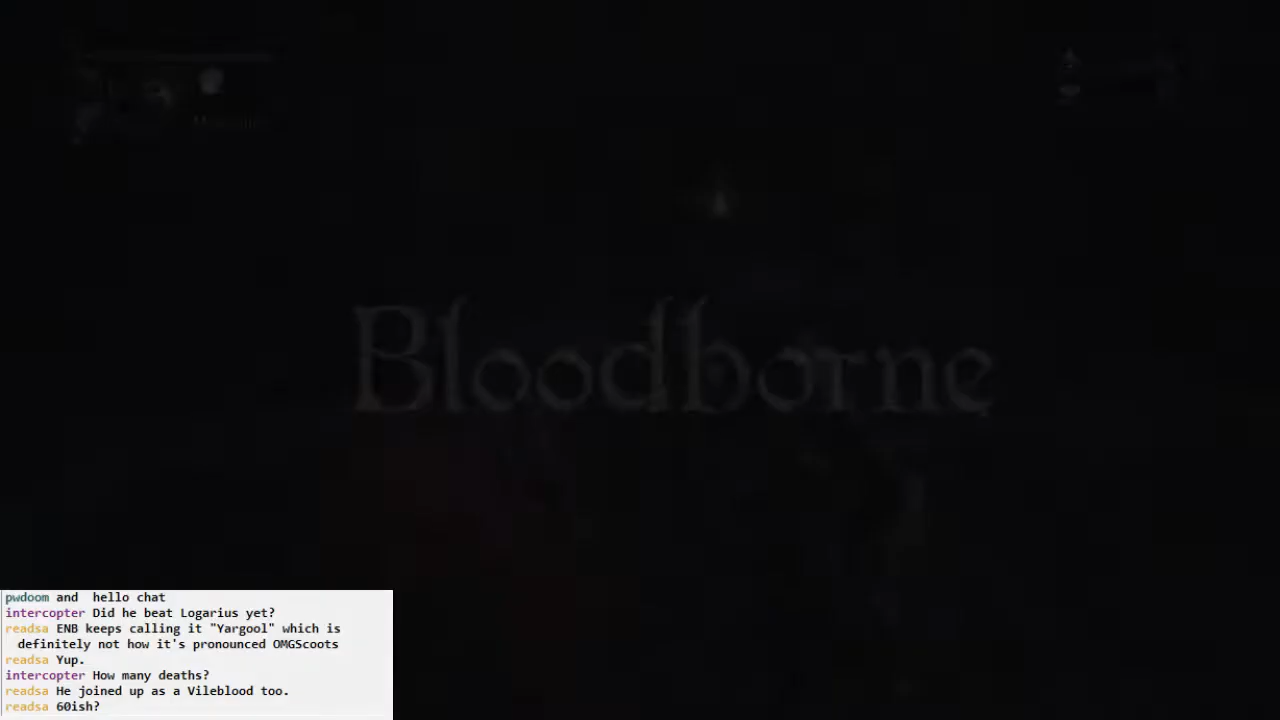 Bloodborne
pwdoom and hello chat
intercopter Did he beat Logarius yet?
readsa ENB keeps calling it "Yargool" which is
definitely not how it's pronounced OMGScoots
readsa Yup.
intercopter How many deaths?
readsa He joined up as a Vileblood too.
readsa 60ish?